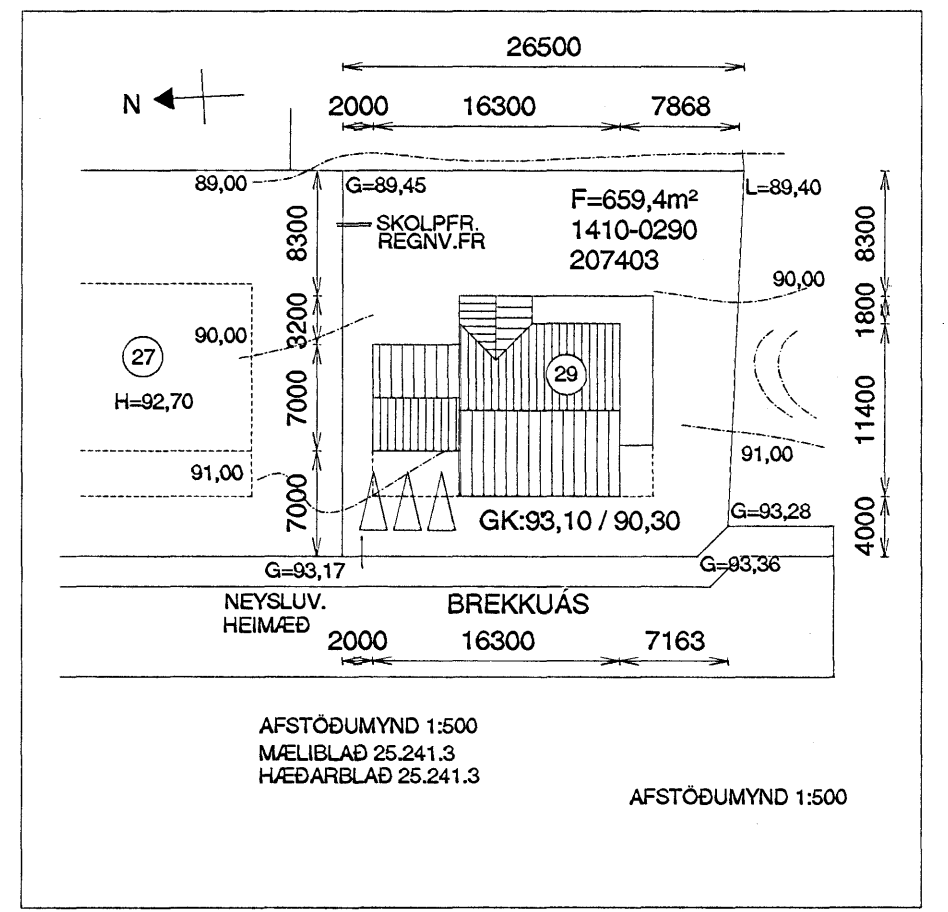 26500
N
2000 16300 7868
89,00
G=89,45
L=89,40
F=659,4m²
1410-0290
207403
SKOLPFR.
REGNV.FR
8300
8300
90,00
3200
1800
90,00
27
29
H=92,70
7000
11400
91,00
91,00
7000
GK:93,10 / 90,30
G=93,28
4000
G=93,17
G=93,36
NEYSLUV.
HEIMÆÐ
BREKKUÁS
2000 16300 7163
AFSTÖÐUMYND 1:500
MÆLIBLAÐ 25.241.3
HÆÐARBLAÐ 25.241.3
AFSTÖÐUMYND 1:500